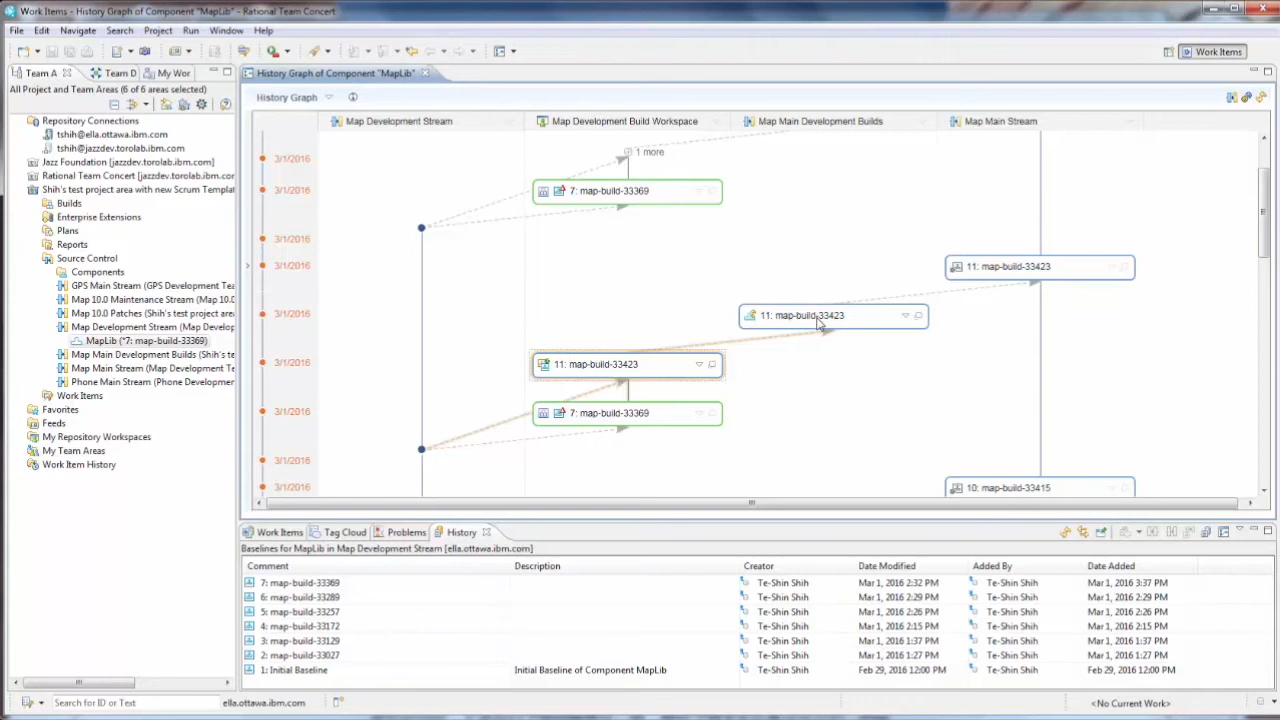 Work Items - History Graph of Component "MapLib" - Rational Team Concert
File Edit Navigate Search Project Run Window Help
Work Items
Team A Team D My Wor
All Project and Team Areas (6 of 6 areas selected)
Repository Connections
tshih@ella.ottawa.ibm.com
tshih@jazzdev.torolab.ibm.com
Jazz Foundation [jazzdev.torolab.ibm.com]
Rational Team Concert [jazzdev.torolab.ibm.com]
Shih's test project area with new Scrum Templat
Builds
Enterprise Extensions
Plans
Reports
Source Control
Components
GPS Main Stream (GPS Development Tea
Map 10.0 Maintenance Stream (Map 10.0
Map 10.0 Patches (Shih's test project area
Map Development Stream (Map Develop
MapLib (*7: map-build-33369)
Map Main Development Builds (Shih's te
Map Main Stream (Map Development Te
Phone Main Stream (Phone Developmen
Work Items
Favorites
Feeds
My Repository Workspaces
My Team Areas
Work Item History
History Graph of Component "MapLib"
History Graph
Map Development Stream Map Development Build Workspace Map Main Development Builds Map Main Stream
3/1/2016 1 more
3/1/2016 7: map-build-33369
3/1/2016
3/1/2016 11: map-build-33423
3/1/2016 11: map-build-33423
3/1/2016 11: map-build-33423
3/1/2016 7: map-build-33369
3/1/2016
3/1/2016 10: map-build-33415
Work Items Tag Cloud Problems History
Baselines for MapLib in Map Development Stream [ella.ottawa.ibm.com]
Comment Description Creator Date Modified Added By Date Added
7: map-build-33369 Te-Shin Shih Mar 1, 2016 2:32 PM Te-Shin Shih Mar 1, 2016 3:37 PM
6: map-build-33289 Te-Shin Shih Mar 1, 2016 2:29 PM Te-Shin Shih Mar 1, 2016 2:29 PM
5: map-build-33257 Te-Shin Shih Mar 1, 2016 2:26 PM Te-Shin Shih Mar 1, 2016 2:26 PM
4: map-build-33172 Te-Shin Shih Mar 1, 2016 2:15 PM Te-Shin Shih Mar 1, 2016 2:15 PM
3: map-build-33129 Te-Shin Shih Mar 1, 2016 1:37 PM Te-Shin Shih Mar 1, 2016 1:37 PM
2: map-build-33027 Te-Shin Shih Mar 1, 2016 1:27 PM Te-Shin Shih Mar 1, 2016 1:27 PM
1: Initial Baseline Initial Baseline of Component MapLib Te-Shin Shih Feb 29, 2016 12:00 PM Te-Shin Shih Feb 29, 2016 12:00 PM
Search for ID or Text ella.ottawa.ibm.com <No Current Work>